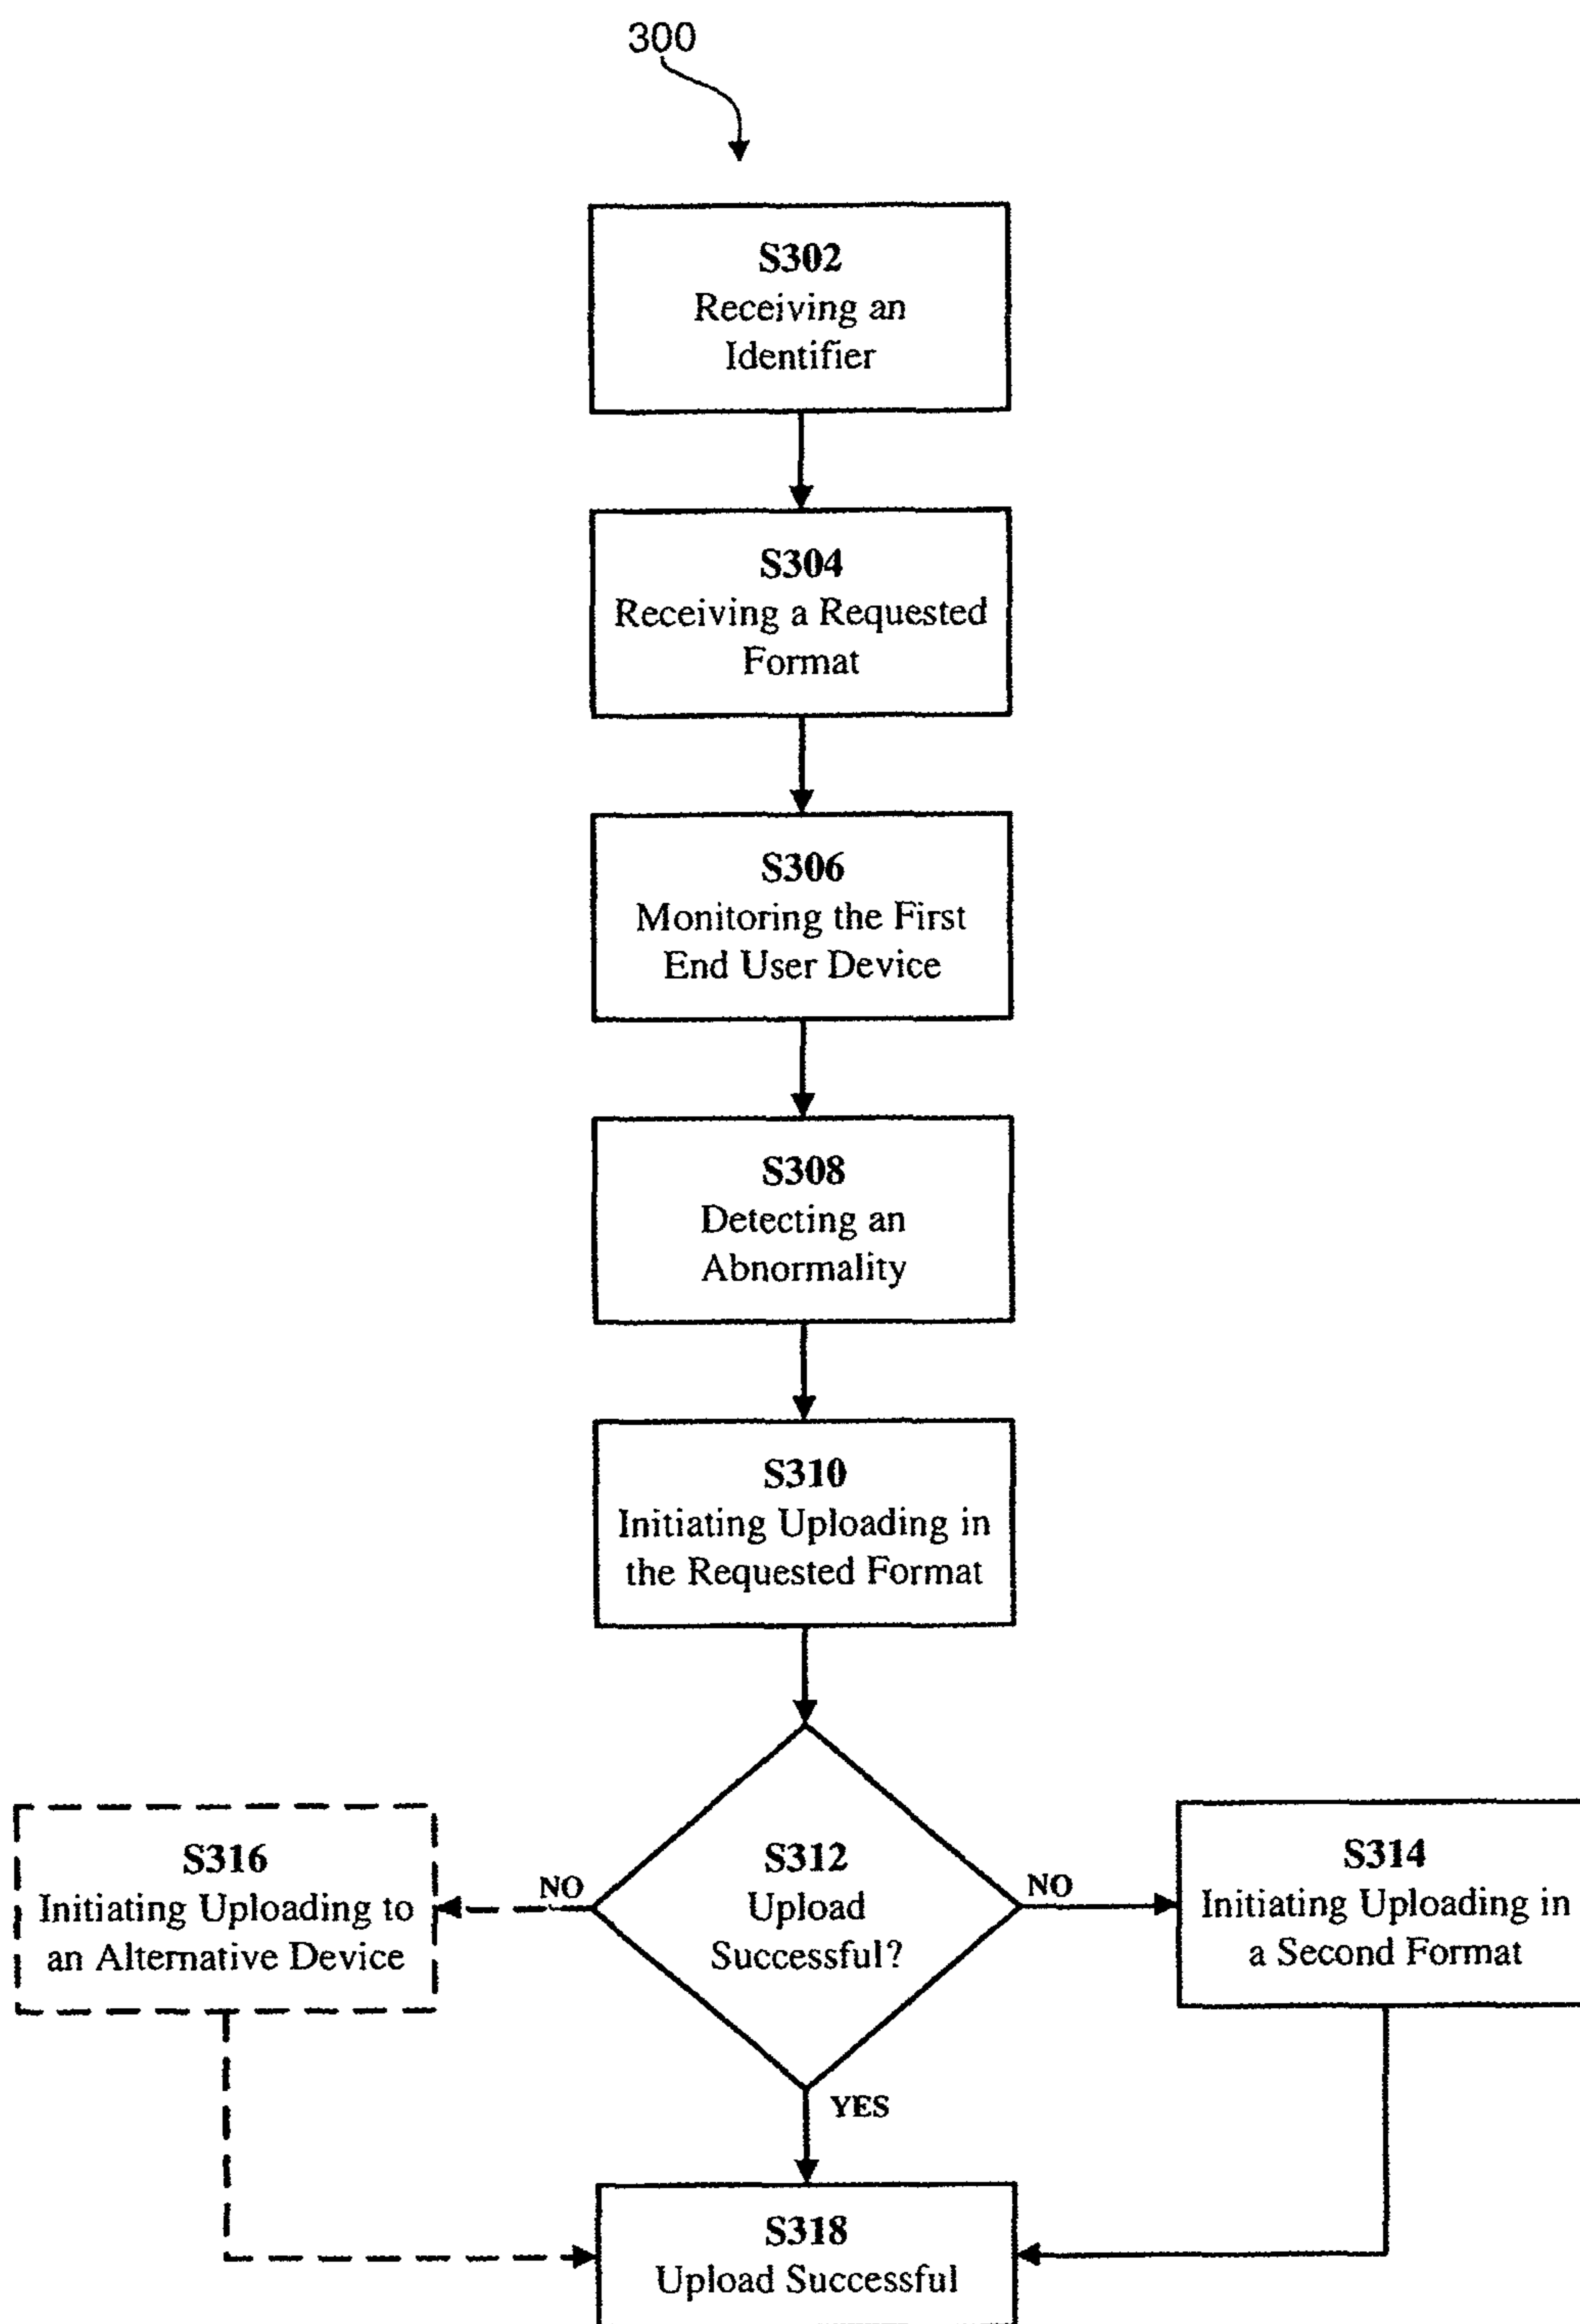 300
S302
Receiving an
Identifier
S304
Receiving a Requested
Format
S306
Monitoring the First
End User Device
S308
Detecting an
Abnormality
S310
Initiating Uploading in
the Requested Format
S316
Initiating Uploading to
an Alternative Device
NO
S312
Upload
Successful?
NO
S314
Initiating Uploading in
a Second Format
YES
S318
Upload Successful